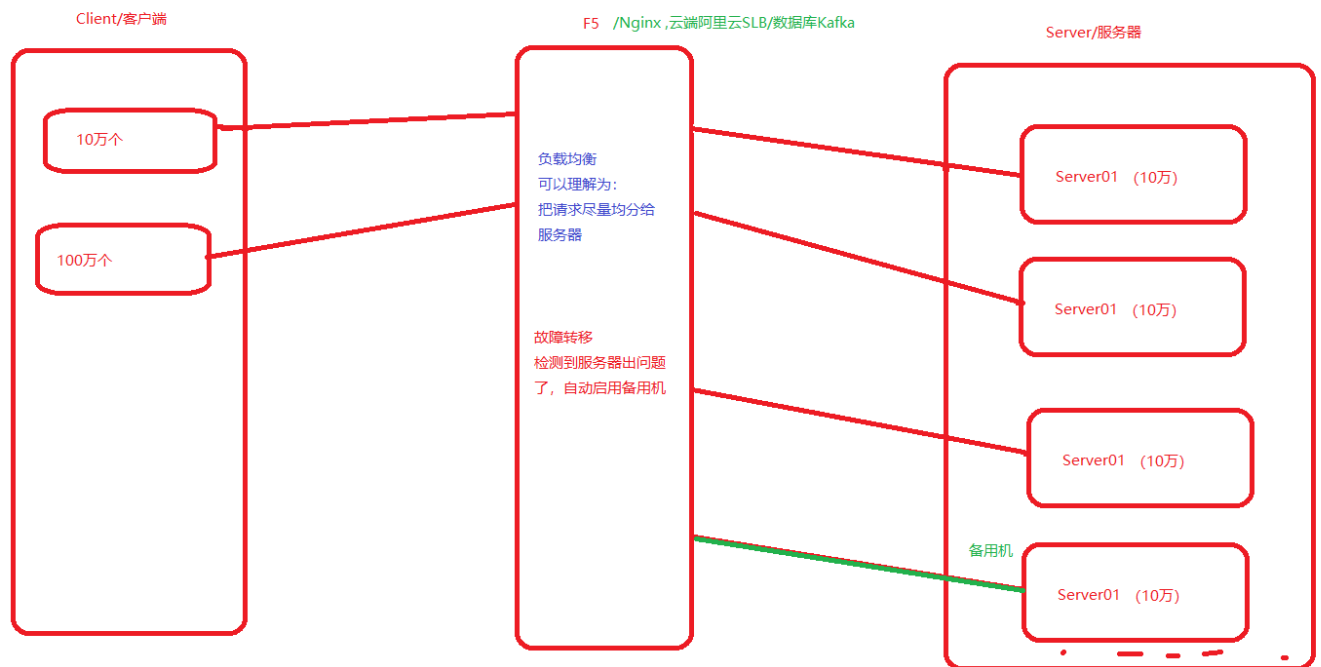 Client/客户端
F5 /Nginx ,云端阿里云SLB/数据库Kafka
Server/服务器
10万个
100万个
负载均衡
可以理解为：
把请求尽量均分给
服务器
故障转移
检测到服务器出问题
了，自动启用备用机
Server01 (10万)
Server01 (10万)
Server01 (10万)
备用机
Server01 (10万)